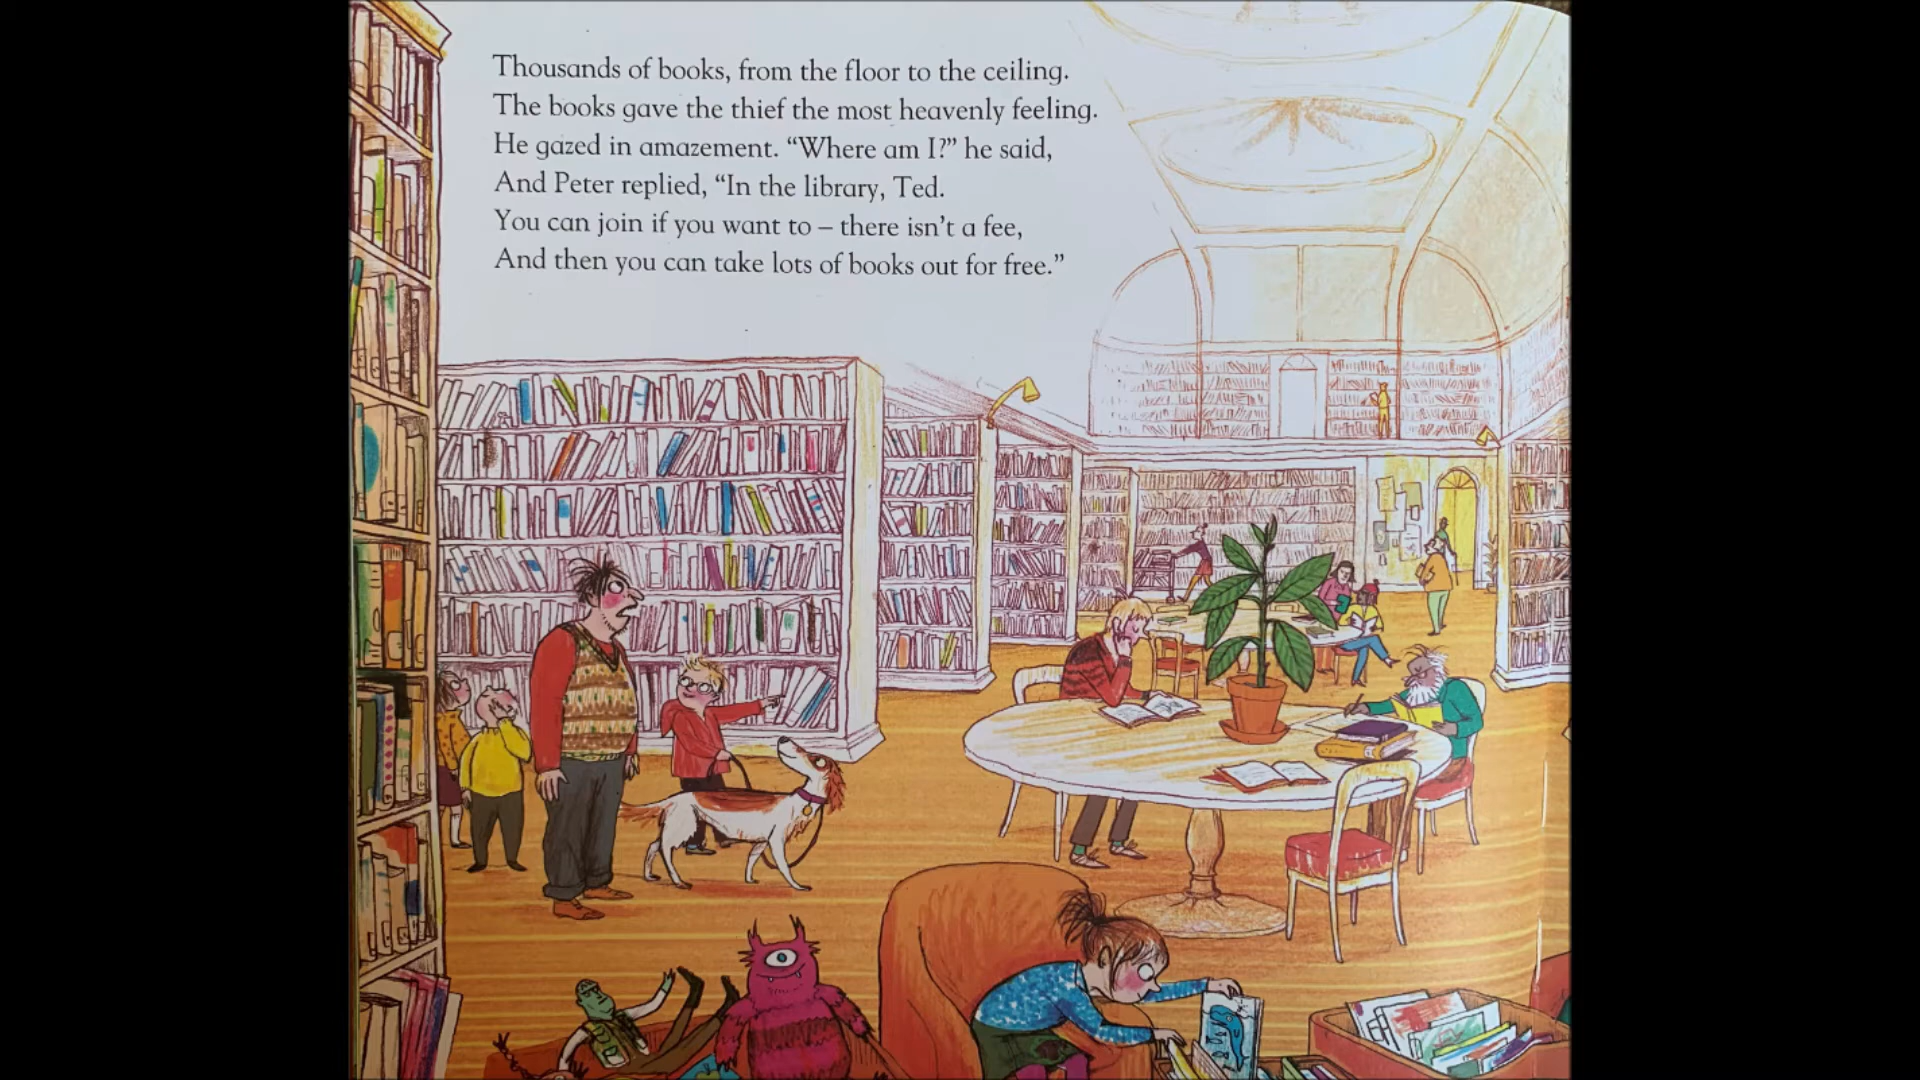 Thousands of books, from the floor to the ceiling.
The books gave the thief the most heavenly feeling.
He gazed in amazement. “Where am I?” he said,
And Peter replied, “In the library, Ted.
You can join if you want to – there isn’t a fee,
And then you can take lots of books out for free.”